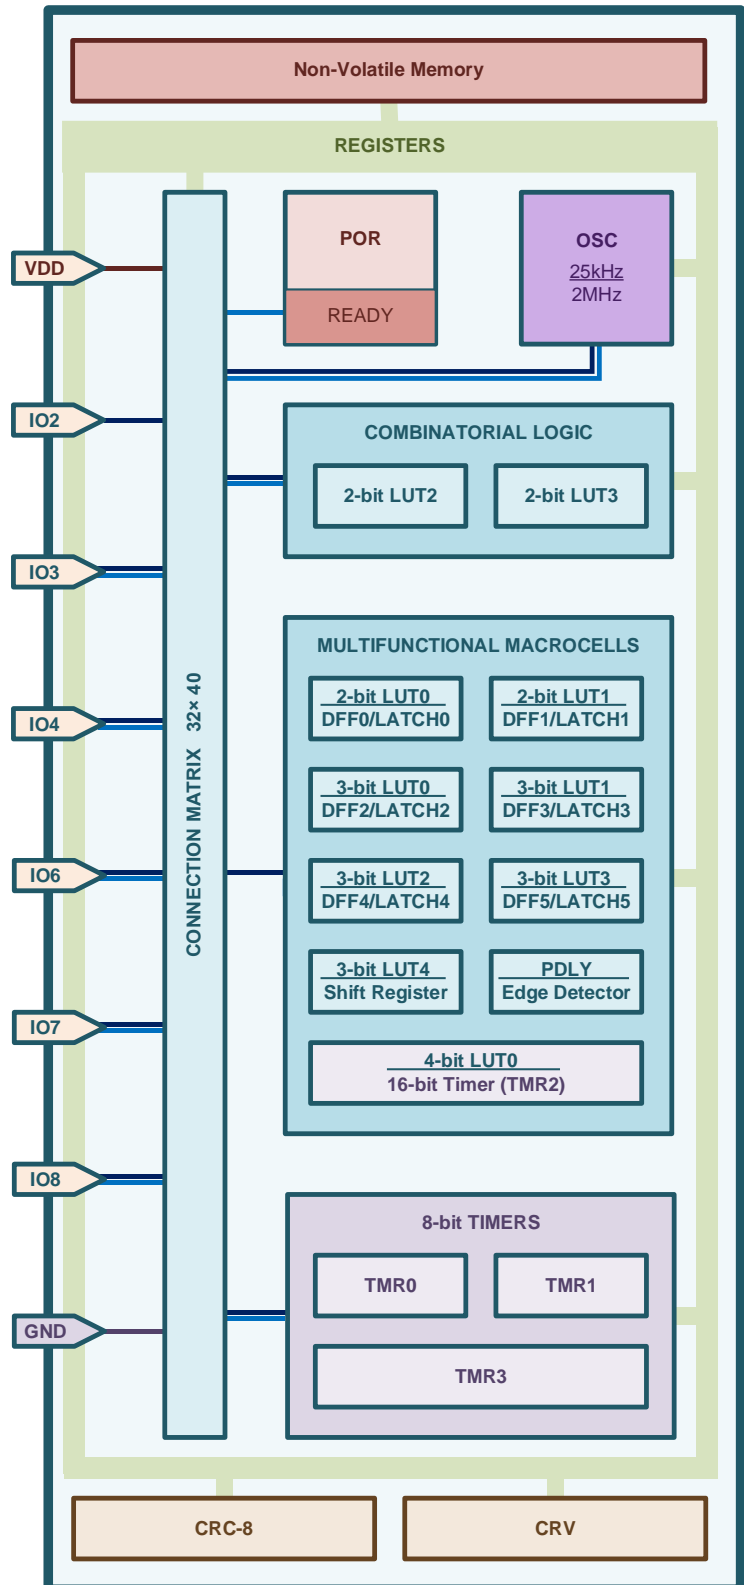 Non-Volatile Memory
REGISTERS
POR
READY
OSC
25kHz
2MHz
VDD
IO2
IO3
IO4
IO6
IO7
IO8
GND
CONNECTION MATRIX 32× 40
COMBINATORIAL LOGIC
2-bit LUT2
2-bit LUT3
MULTIFUNCTIONAL MACROCELLS
2-bit LUT0
DFF0/LATCH0
2-bit LUT1
DFF1/LATCH1
3-bit LUT0
DFF2/LATCH2
3-bit LUT1
DFF3/LATCH3
3-bit LUT2
DFF4/LATCH4
3-bit LUT3
DFF5/LATCH5
3-bit LUT4
Shift Register
PDLY
Edge Detector
4-bit LUT0
16-bit Timer (TMR2)
8-bit TIMERS
TMR0
TMR1
TMR3
CRC-8
CRV